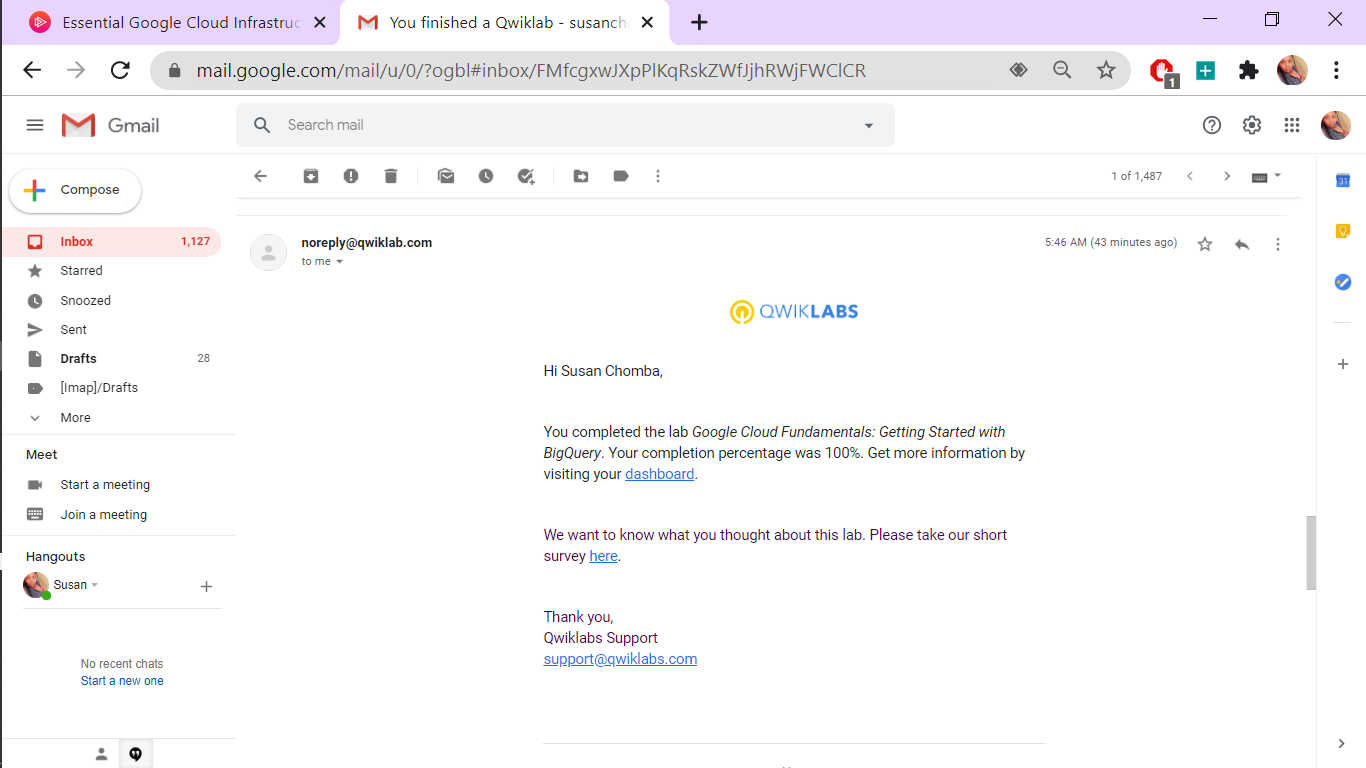 Essential Google Cloud Infrastruc
You finished a Qwiklab - susanch
mail.google.com/mail/u/0/?ogbl#inbox/FMfcgxwJXpPlKqRskZWfJjhRWjFWClCR
1
Gmail
Search mail
Compose
1 of 1,487
Inbox 1,127
Starred
Snoozed
Sent
Drafts 28
[Imap]/Drafts
More
Meet
Start a meeting
Join a meeting
Hangouts
Susan
No recent chats
Start a new one
noreply@qwiklab.com
5:46 AM (43 minutes ago)
to me
QWIKLABS
Hi Susan Chomba,
You completed the lab Google Cloud Fundamentals: Getting Started with
BigQuery. Your completion percentage was 100%. Get more information by
visiting your dashboard.
We want to know what you thought about this lab. Please take our short
survey here.
Thank you,
Qwiklabs Support
support@qwiklabs.com
31